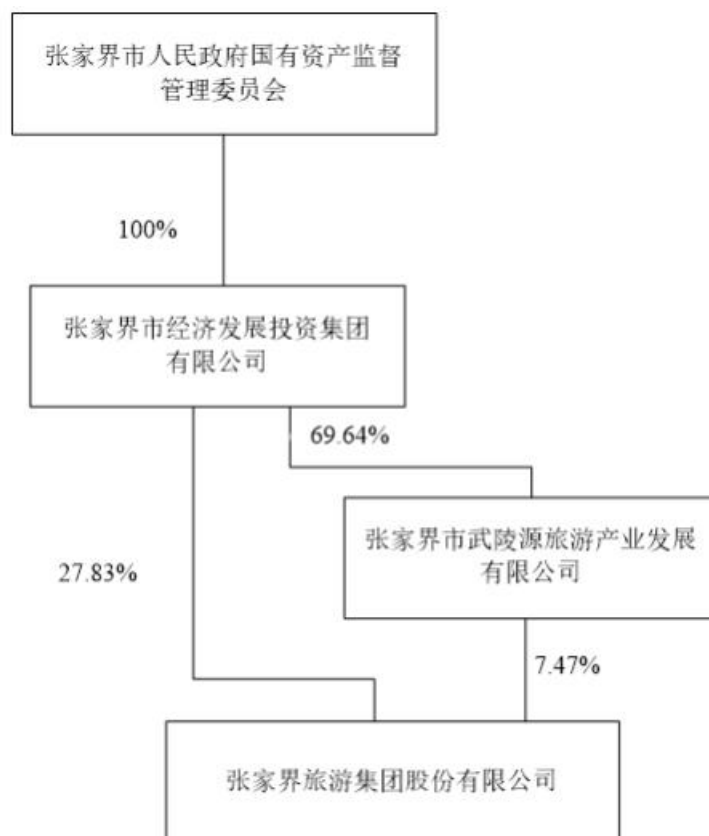 张家界市人民政府国有资产监督
管理委员会
100%
张家界市经济发展投资集团
有限公司
69.64%
张家界市武陵源旅游产业发展
有限公司
27.83%
7.47%
张家界旅游集团股份有限公司